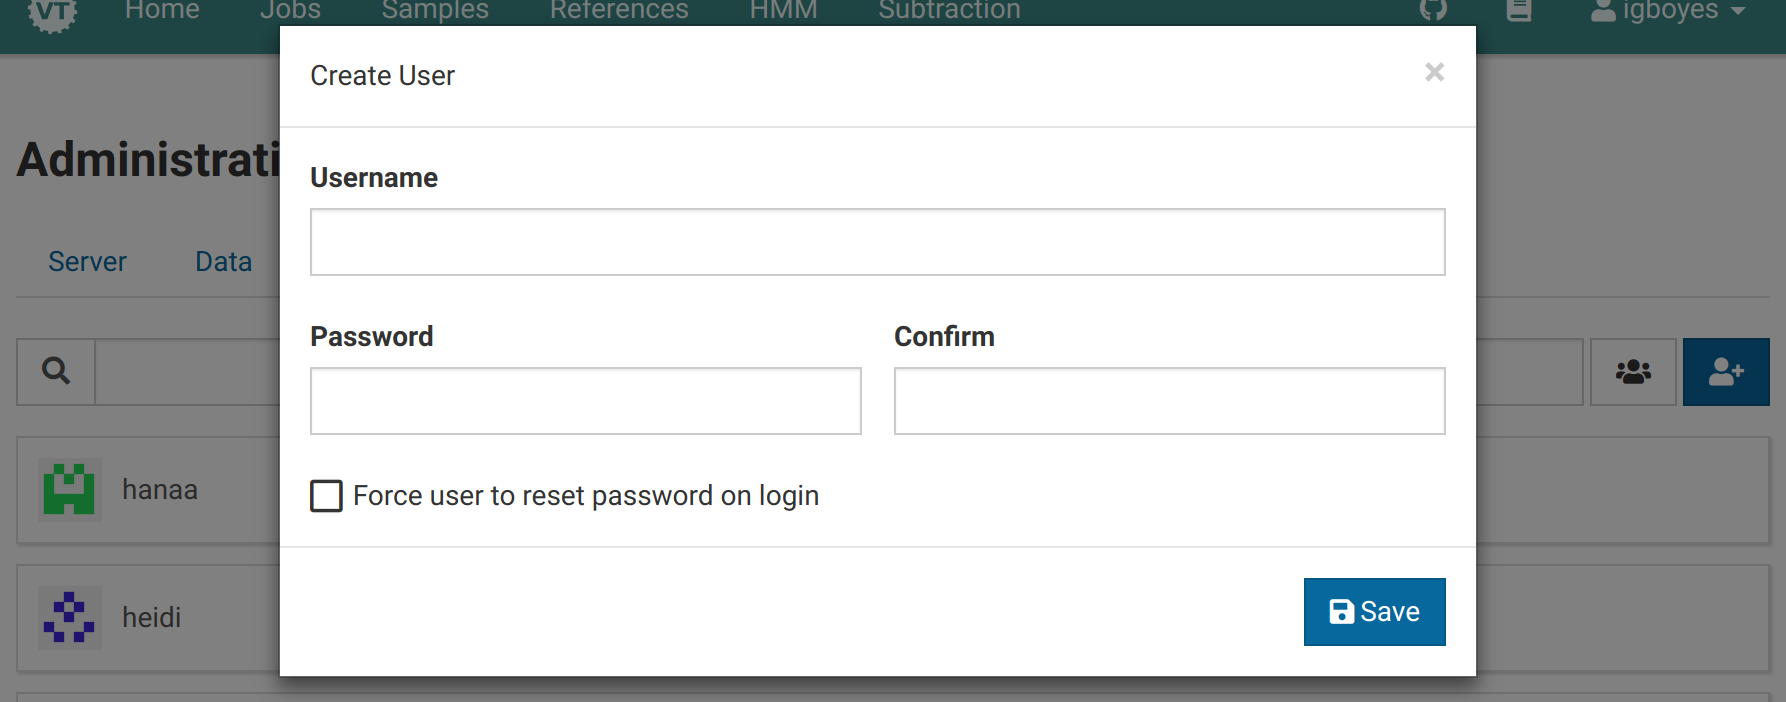 VT Home Jobs Samples References HMM Subtraction igboyes
Create User ×
Administrati
Username
Server Data
Password Confirm
hanaa
Force user to reset password on login
heidi
Save